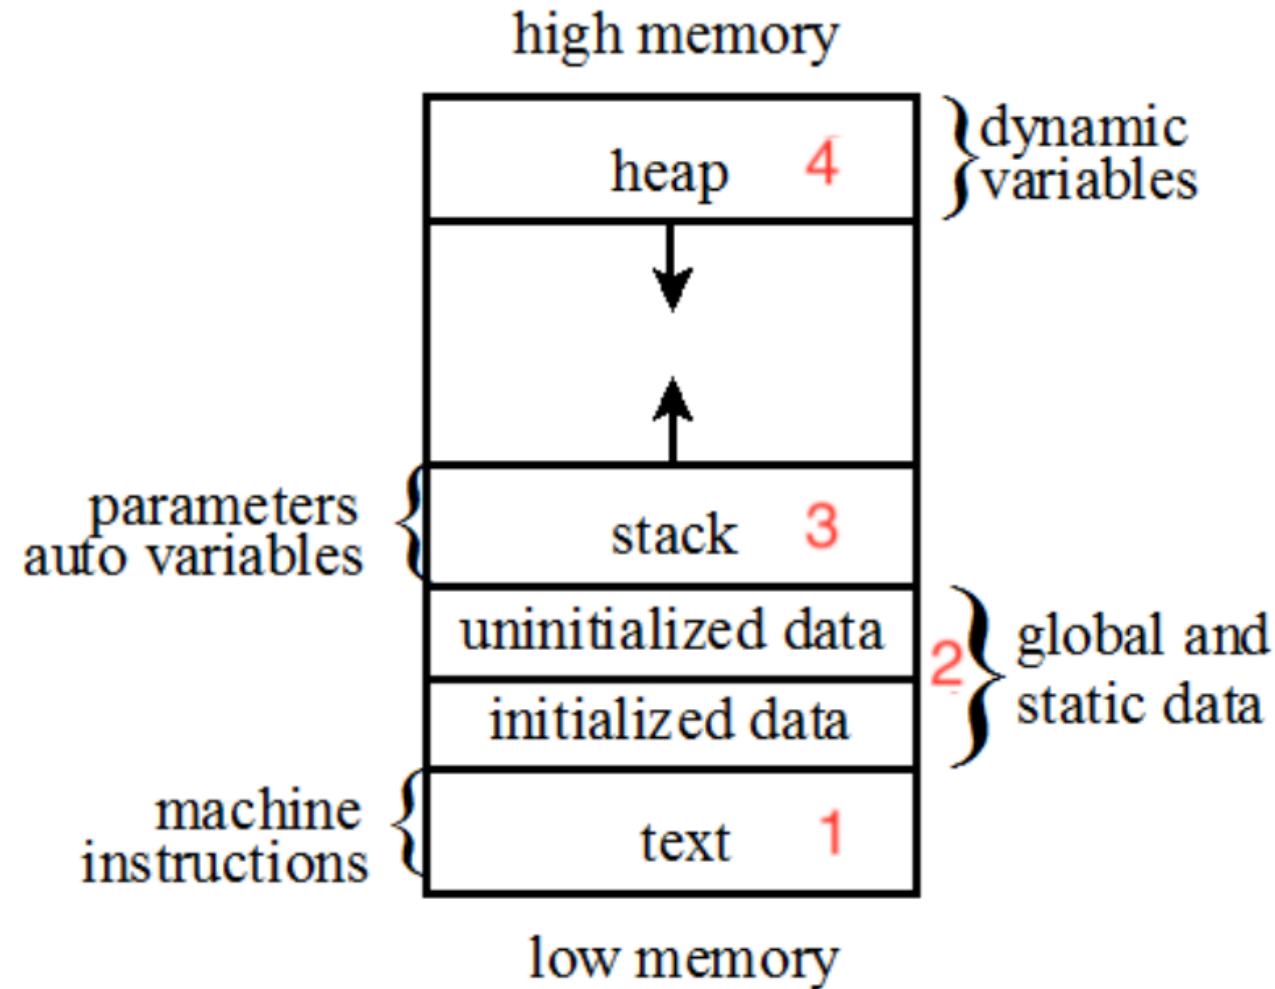 high memory
heap 4
dynamic
variables
parameters
auto variables
stack 3
uninitialized data
2
global and
static data
initialized data
machine
instructions
text 1
low memory